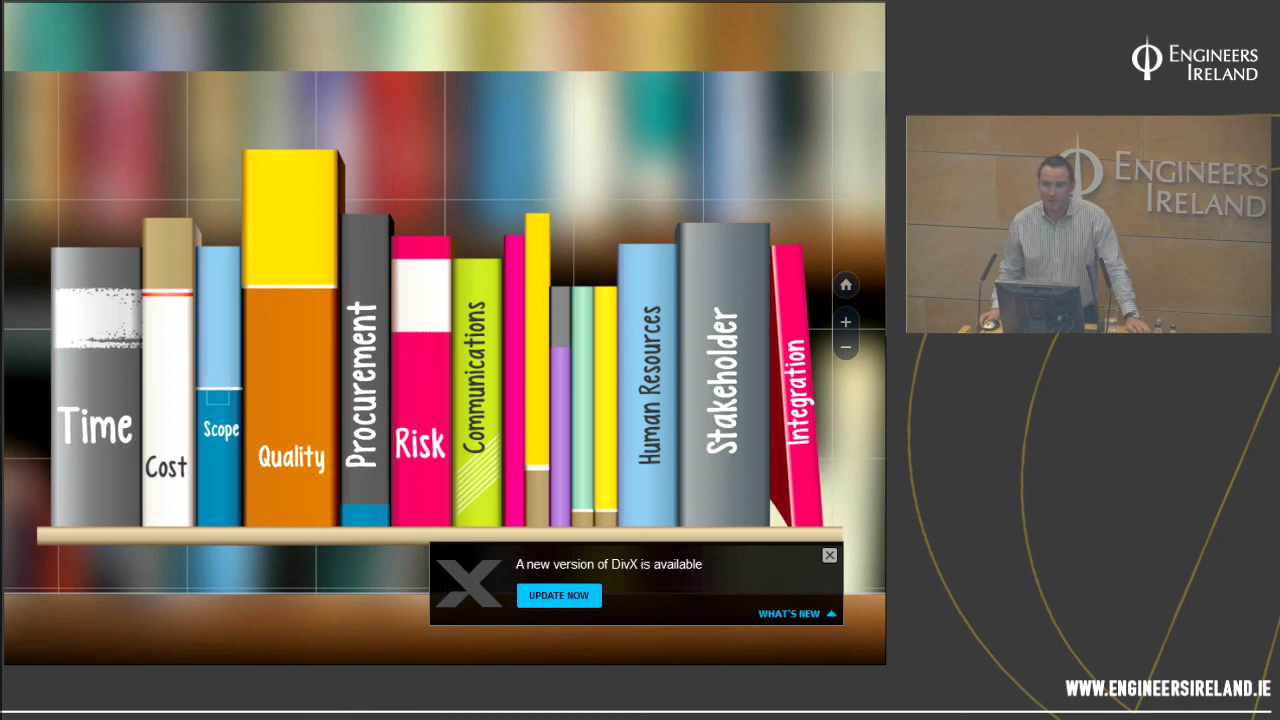 Time
Cost
Scope
Quality
Procurement
Risk
Communications
Human Resources
Stakeholder
Integration
A new version of DivX is available
UPDATE NOW
WHAT'S NEW
ENGINEERS
IRELAND
ENGINEERS
IRELAND
WWW.ENGINEERSIRELAND.IE